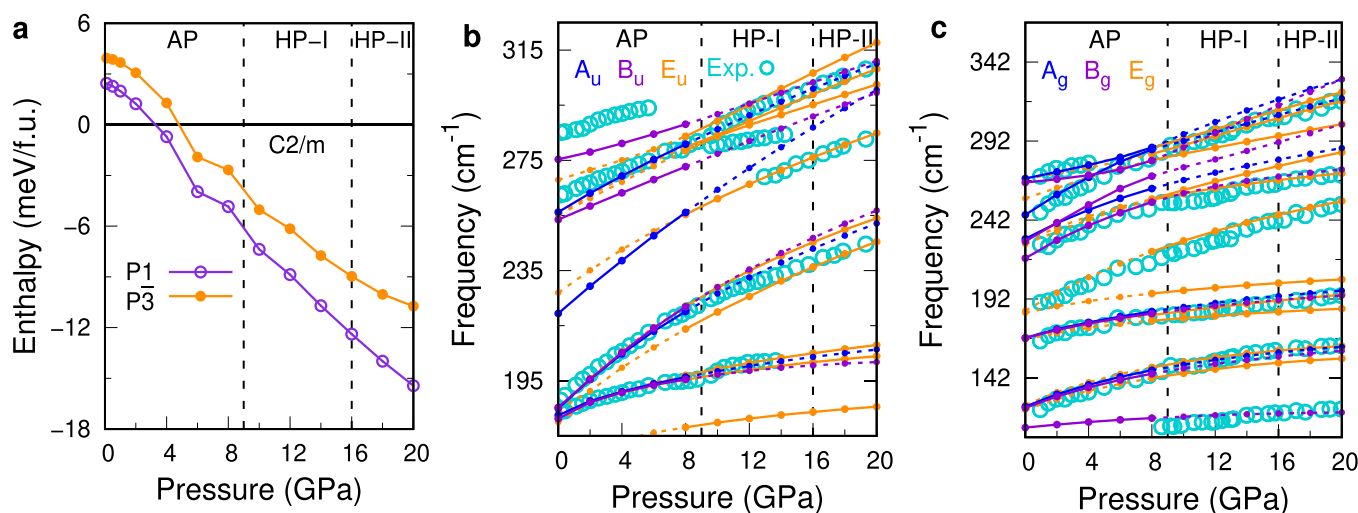 a
AP HP–I HP–II
C2/m
P1
P3̅
Enthalpy (meV/f.u.)
6
0
−6
−12
−18
0 4 8 12 16 20
Pressure (GPa)
b
AP HP-I HP-II
Au Bu Eu Exp.
Frequency (cm−1)
315
275
235
195
0 4 8 12 16 20
Pressure (GPa)
c
AP HP-I HP-II
Ag Bg Eg
Frequency (cm−1)
342
292
242
192
142
0 4 8 12 16 20
Pressure (GPa)